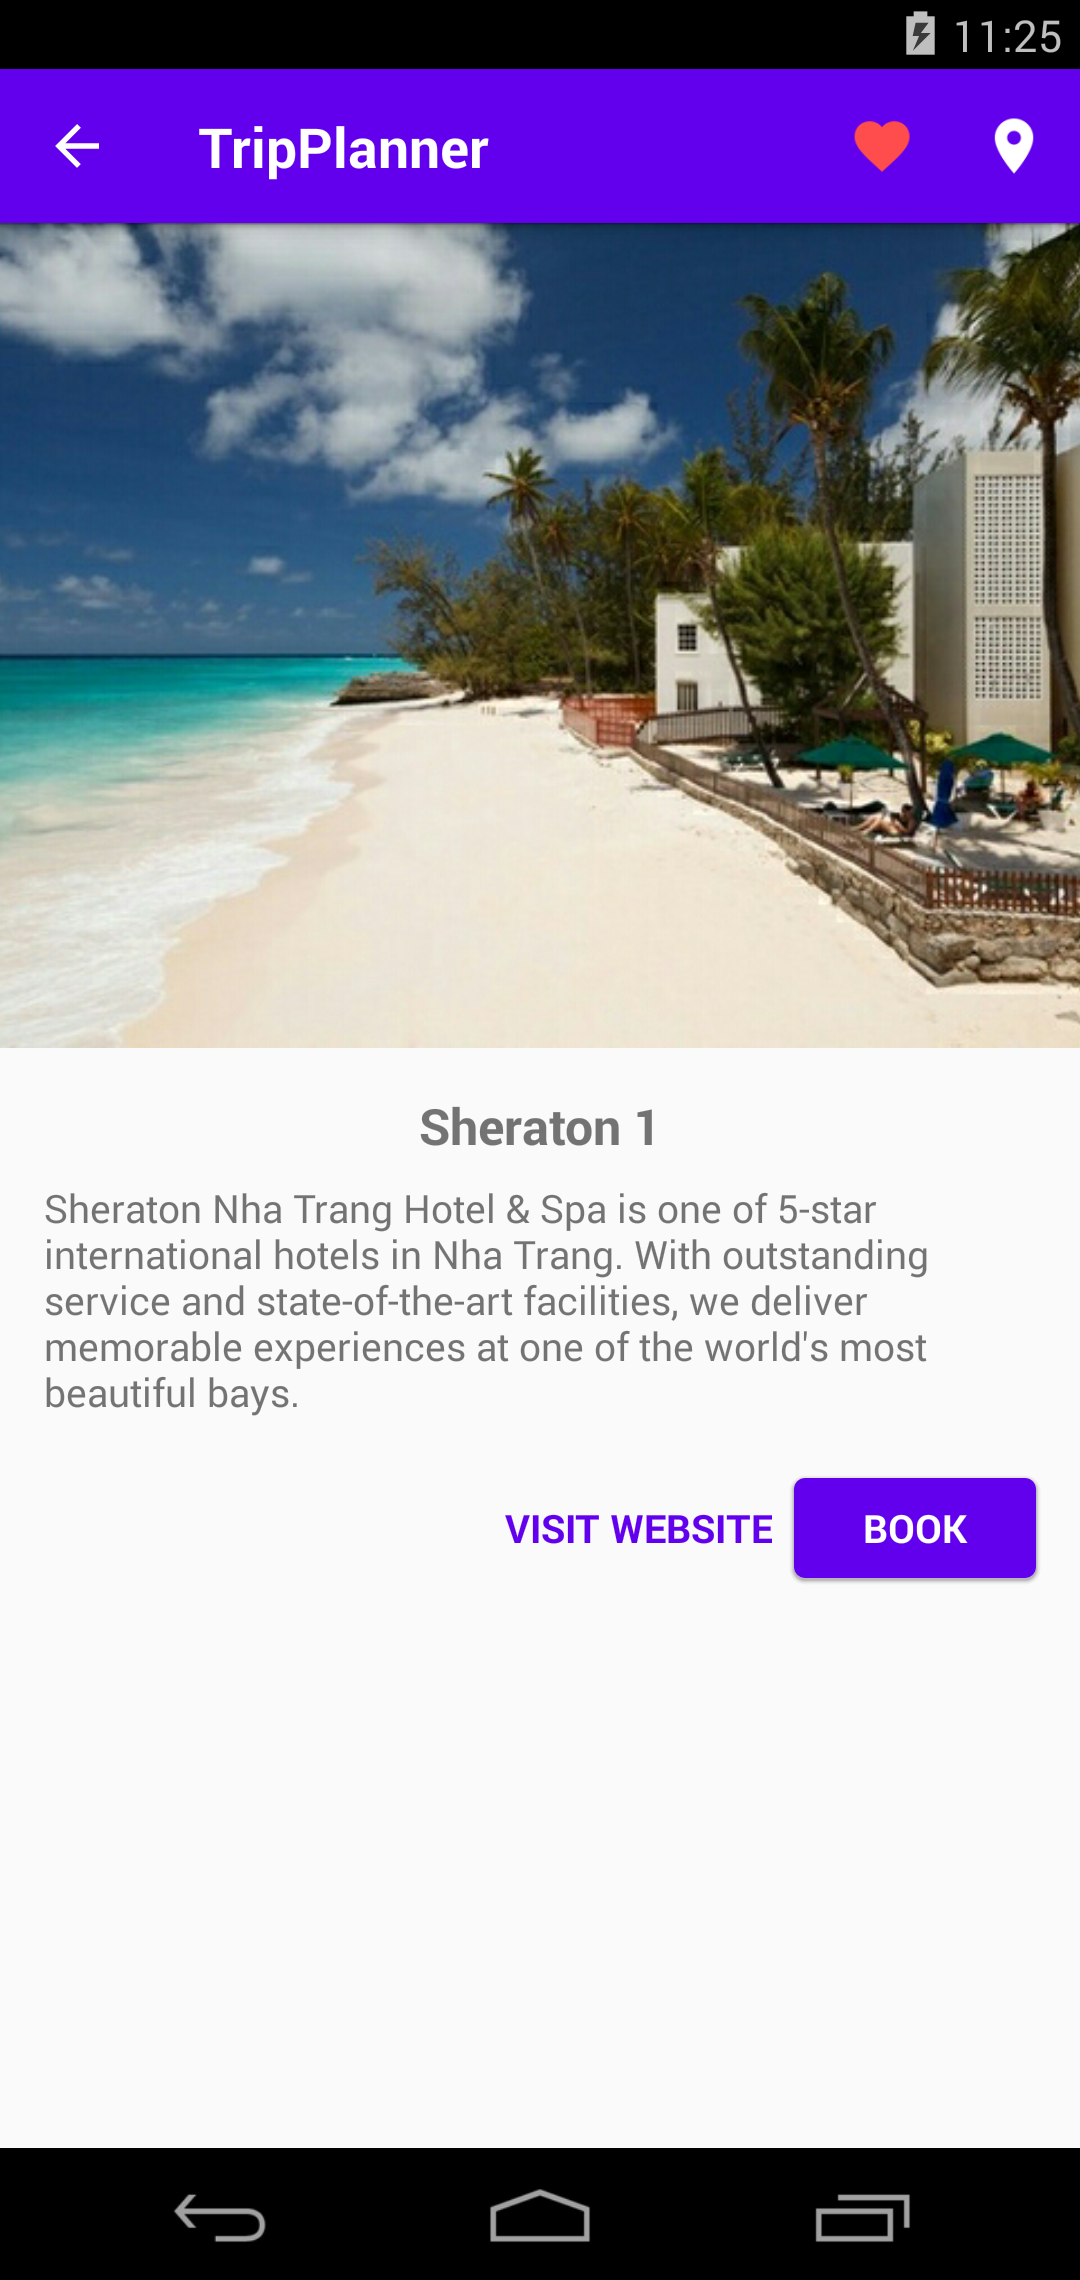 11:25
TripPlanner
Sheraton 1
Sheraton Nha Trang Hotel & Spa is one of 5-star
international hotels in Nha Trang. With outstanding
service and state-of-the-art facilities, we deliver
memorable experiences at one of the world's most
beautiful bays.
VISIT WEBSITE BOOK